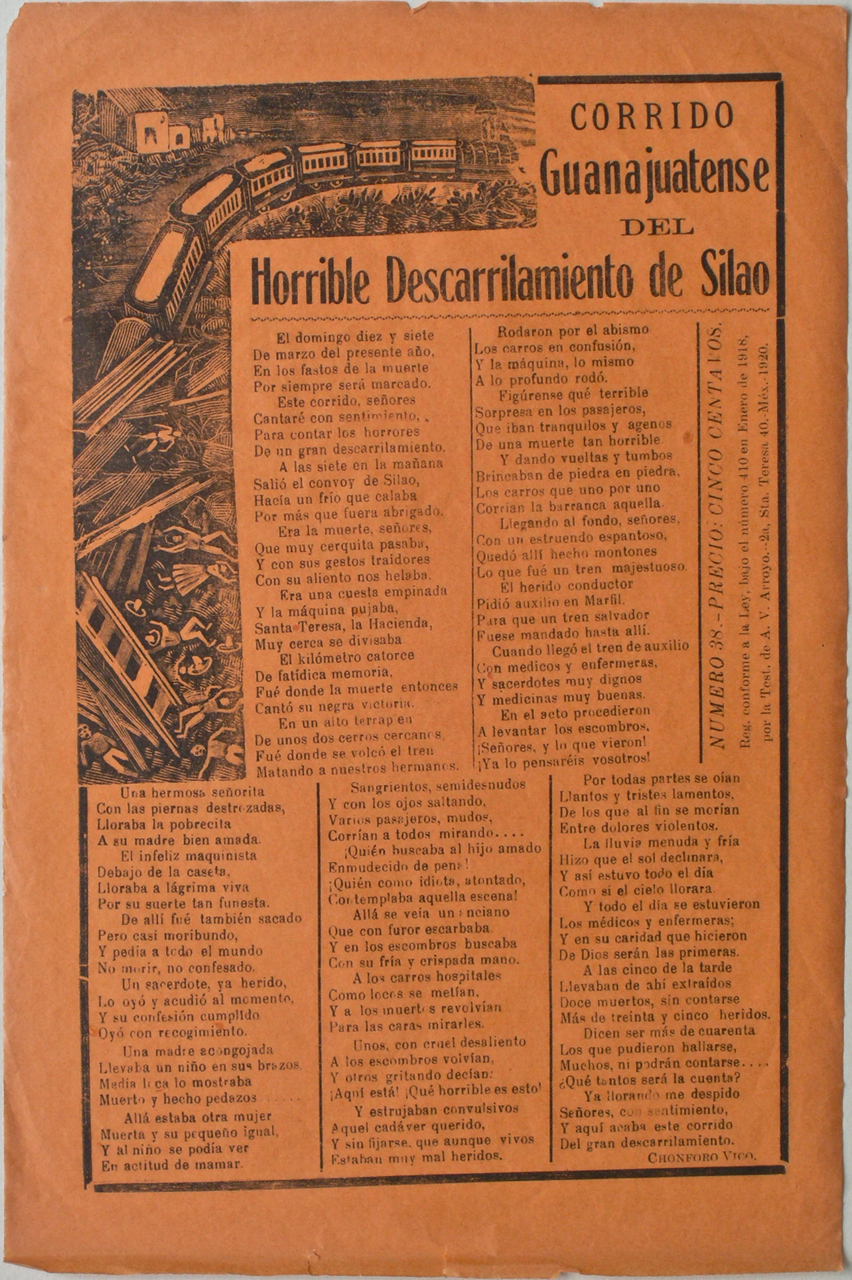 CORRIDO
Guanajuatense
DEL
Horrible Descarrilamiento de Silao
El domingo diez y siete
De marzo del presente año,
En los fastos de la muerte
Por siempre será marcado.
Este corrido, señores
Cantaré con sentimiento,
Para contar los horrores
De un gran descarrilamiento.
A las siete en la mañana
Salió el convoy de Silao,
Hacía un frío que calaba
Por más que fuera abrigado.
Era la muerte, señores,
Que muy cerquita pasaba,
Y con sus gestos traidores
Con su aliento nos helaba.
Era una cuesta empinada
Y la máquina pujaba,
Santa Teresa, la Hacienda,
Muy cerca se divisaba
El kilómetro catorce
De fatídica memoria,
Fué donde la muerte entonces
Cantó su negra victoria.
En un alto terraplén
De unos dos cerros cercanos,
Fué donde se volcó el tren
Matando a nuestros hermanos.
Rodaron por el abismo
Los carros en confusión,
Y la máquina, lo mismo
A lo profundo rodó.
Figúrense qué terrible
Sorpresa en los pasajeros,
Que iban tranquilos y agenos
De una muerte tan horrible.
Y dando vueltas y tumbos
Brincaban de piedra en piedra,
Los carros que uno por uno
Corrían la barranca aquella.
Llegando al fondo, señores,
Con un estruendo espantoso,
Quedó allí hecho montones
Lo que fué un tren majestuoso.
El herido conductor
Pidió auxilio en Marfil,
Para que un tren salvador
Fuese mandado hasta allí.
Cuando llegó el tren de auxilio
Con medicos y enfermeras,
Y sacerdotes muy dignos
Y medicinas muy buenas.
En el acto procedieron
A levantar los escombros,
¡Señores, y lo que vieron!
¡Ya lo pensaréis vosotros!
NUMERO 38.-PRECIO: CINCO CENTAVOS.
Reg. conforme a la Ley, bajo el número 410 en Enero de 1918,
por la Test. de A. V. Arroyo.--2a, Sta. Teresa 40. Méx.-1920.
Una hermosa señorita
Con las piernas destrozadas,
Lloraba la pobrecita
A su madre bien amada.
El infeliz maquinista
Debajo de la caseta,
Lloraba a lágrima viva
Por su suerte tan funesta.
De allí fué también sacado
Pero casi moribundo,
Y pedía a todo el mundo
No morir, no confesado.
Un sacerdote, ya herido,
Lo oyó y acudió al momento,
Y su confesión cumplido
Oyó con recogimiento.
Una madre acongojada
Llevaba un niño en sus brazos.
Media loca lo mostraba
Muerto y hecho pedazos .....
Allá estaba otra mujer
Muerta y su pequeño igual,
Y al niño se podía ver
En actitud de mamar.
Sangrientos, semidesnudos
Y con los ojos saltando,
Varios pasajeros, mudos,
Corrían a todos mirando....
¡Quién buscaba al hijo amado
Enmudecido de pena!
¡Quién como idiota, atontado,
Contemplaba aquella escena!
Allá se veía un anciano
Que con furor escarbaba
Y en los escombros buscaba
Con su fría y crispada mano.
A los carros hospitales
Como locos se metían,
Y a los muertos revolvían
Para las caras mirarles.
Unos, con cruel desaliento
A los escombros volvían,
Y otros gritando decían:
¡Aquí está! ¡Qué horrible es esto!
Y estrujaban convulsivos
Aquel cadáver querido,
Y sin fijarse, que aunque vivos
Estaban muy mal heridos.
Por todas partes se oían
Llantos y tristes lamentos,
De los que al fin se morían
Entre dolores violentos.
La lluvia menuda y fría
Hizo que el sol declinara,
Y así estuvo todo el día
Como si el cielo llorara.
Y todo el día se estuvieron
Los médicos y enfermeras;
Y en su caridad que hicieron
De Dios serán las primeras.
A las cinco de la tarde
Llevaban de ahí extraídos
Doce muertos, sin contarse
Más de treinta y cinco heridos.
Dicen ser más de cuarenta
Los que pudieron hallarse,
Muchos, ni podrán contarse....
¿Qué tantos será la cuenta?
Ya llorando me despido
Señores, con sentimiento,
Y aquí acaba este corrido
Del gran descarrilamiento.
CHONFORO VICO.